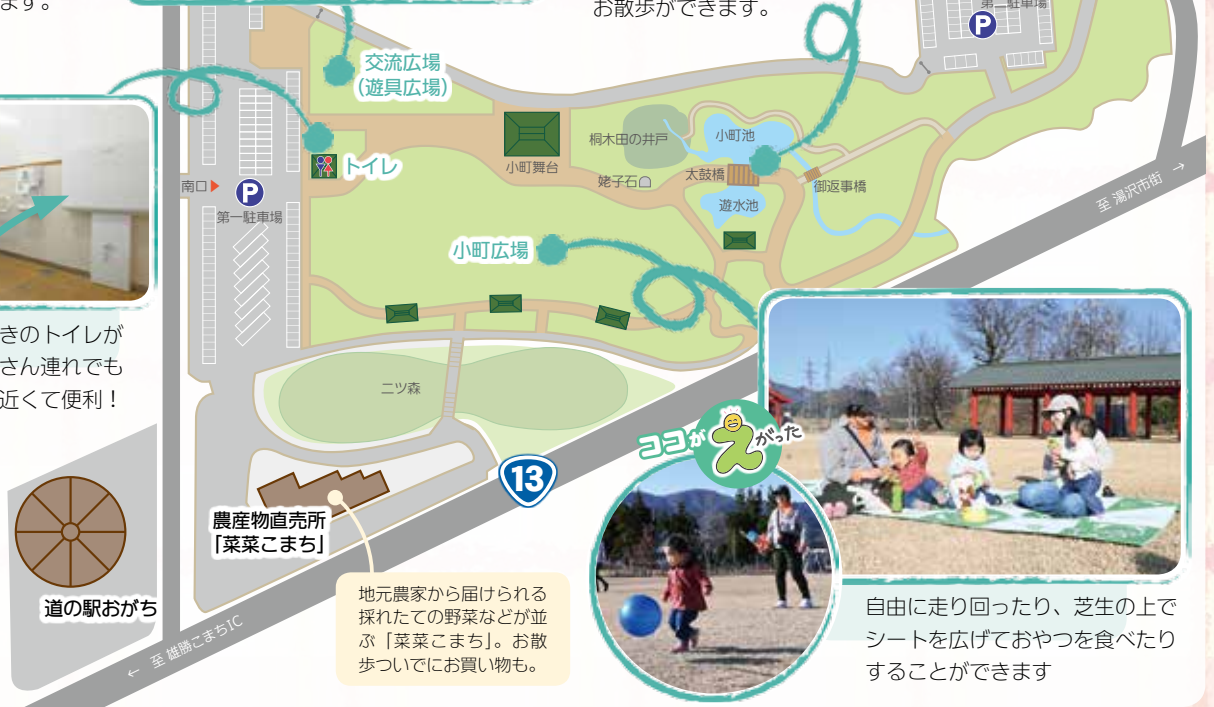 ます。
お散歩ができます。
第二駐車場
P
交流広場
(遊具広場)
トイレ
南口
P
第一駐車場
小町舞台
桐木田の井戸
小町池
姥子石
太鼓橋
御返事橋
遊水池
至 湯沢市街 →
小町広場
きのトイレが
さん連れでも
近くて便利!
二ツ森
13
農産物直売所
「菜菜こまち」
道の駅おがち
← 至 雄勝こまちIC
地元農家から届けられる
採れたての野菜などが並
ぶ「菜菜こまち」。お散
歩ついでにお買い物も。
ココが え がった
自由に走り回ったり、芝生の上で
シートを広げておやつを食べたり
することができます